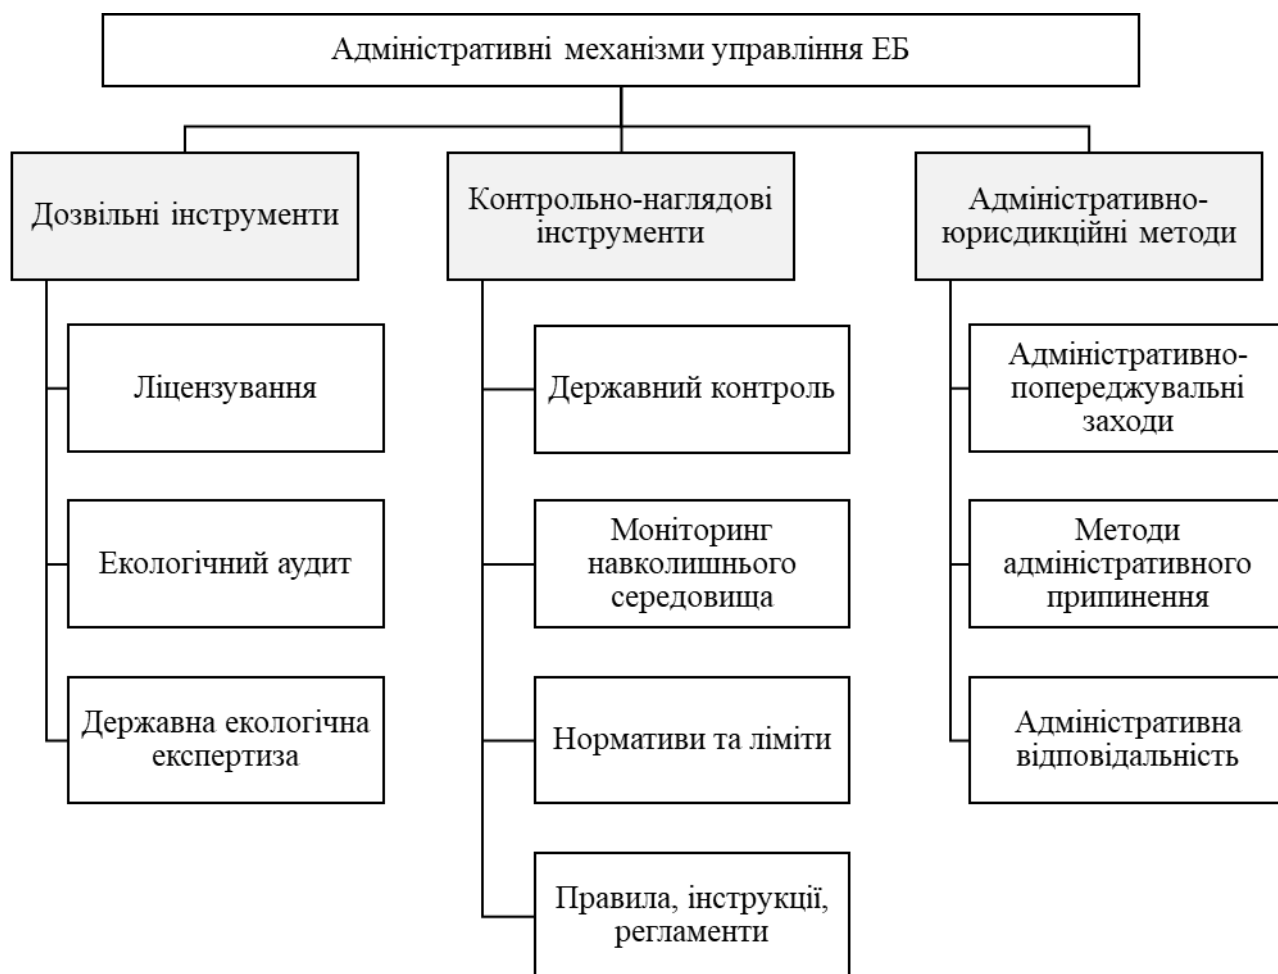 Адміністративні механізми управління ЕБ
Дозвільні інструменти
Контрольно-наглядові
інструменти
Адміністративно-
юрисдикційні методи
Ліцензування
Екологічний аудит
Державна екологічна
експертиза
Державний контроль
Моніторинг
навколишнього
середовища
Нормативи та ліміти
Правила, інструкції,
регламенти
Адміністративно-
попереджувальні
заходи
Методи
адміністративного
припинення
Адміністративна
відповідальність